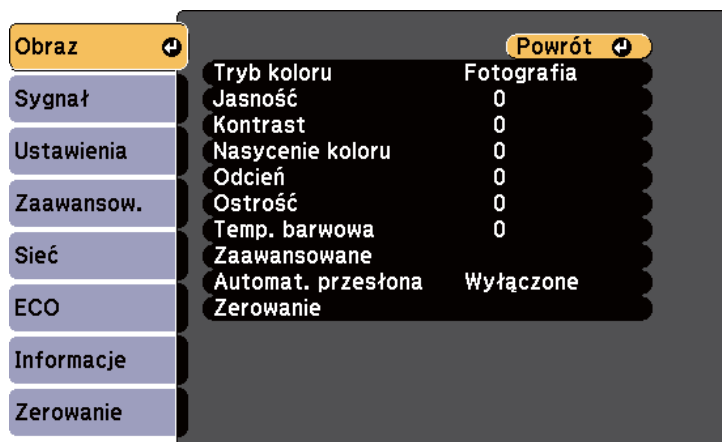 Obraz
Sygnał
Ustawienia
Zaawansow.
Sieć
ECO
Informacje
Zerowanie
Powrót
Tryb koloru Fotografia
Jasność 0
Kontrast 0
Nasycenie koloru 0
Odcień 0
Ostrość 0
Temp. barwowa 0
Zaawansowane
Automat. przesłona Wyłączone
Zerowanie